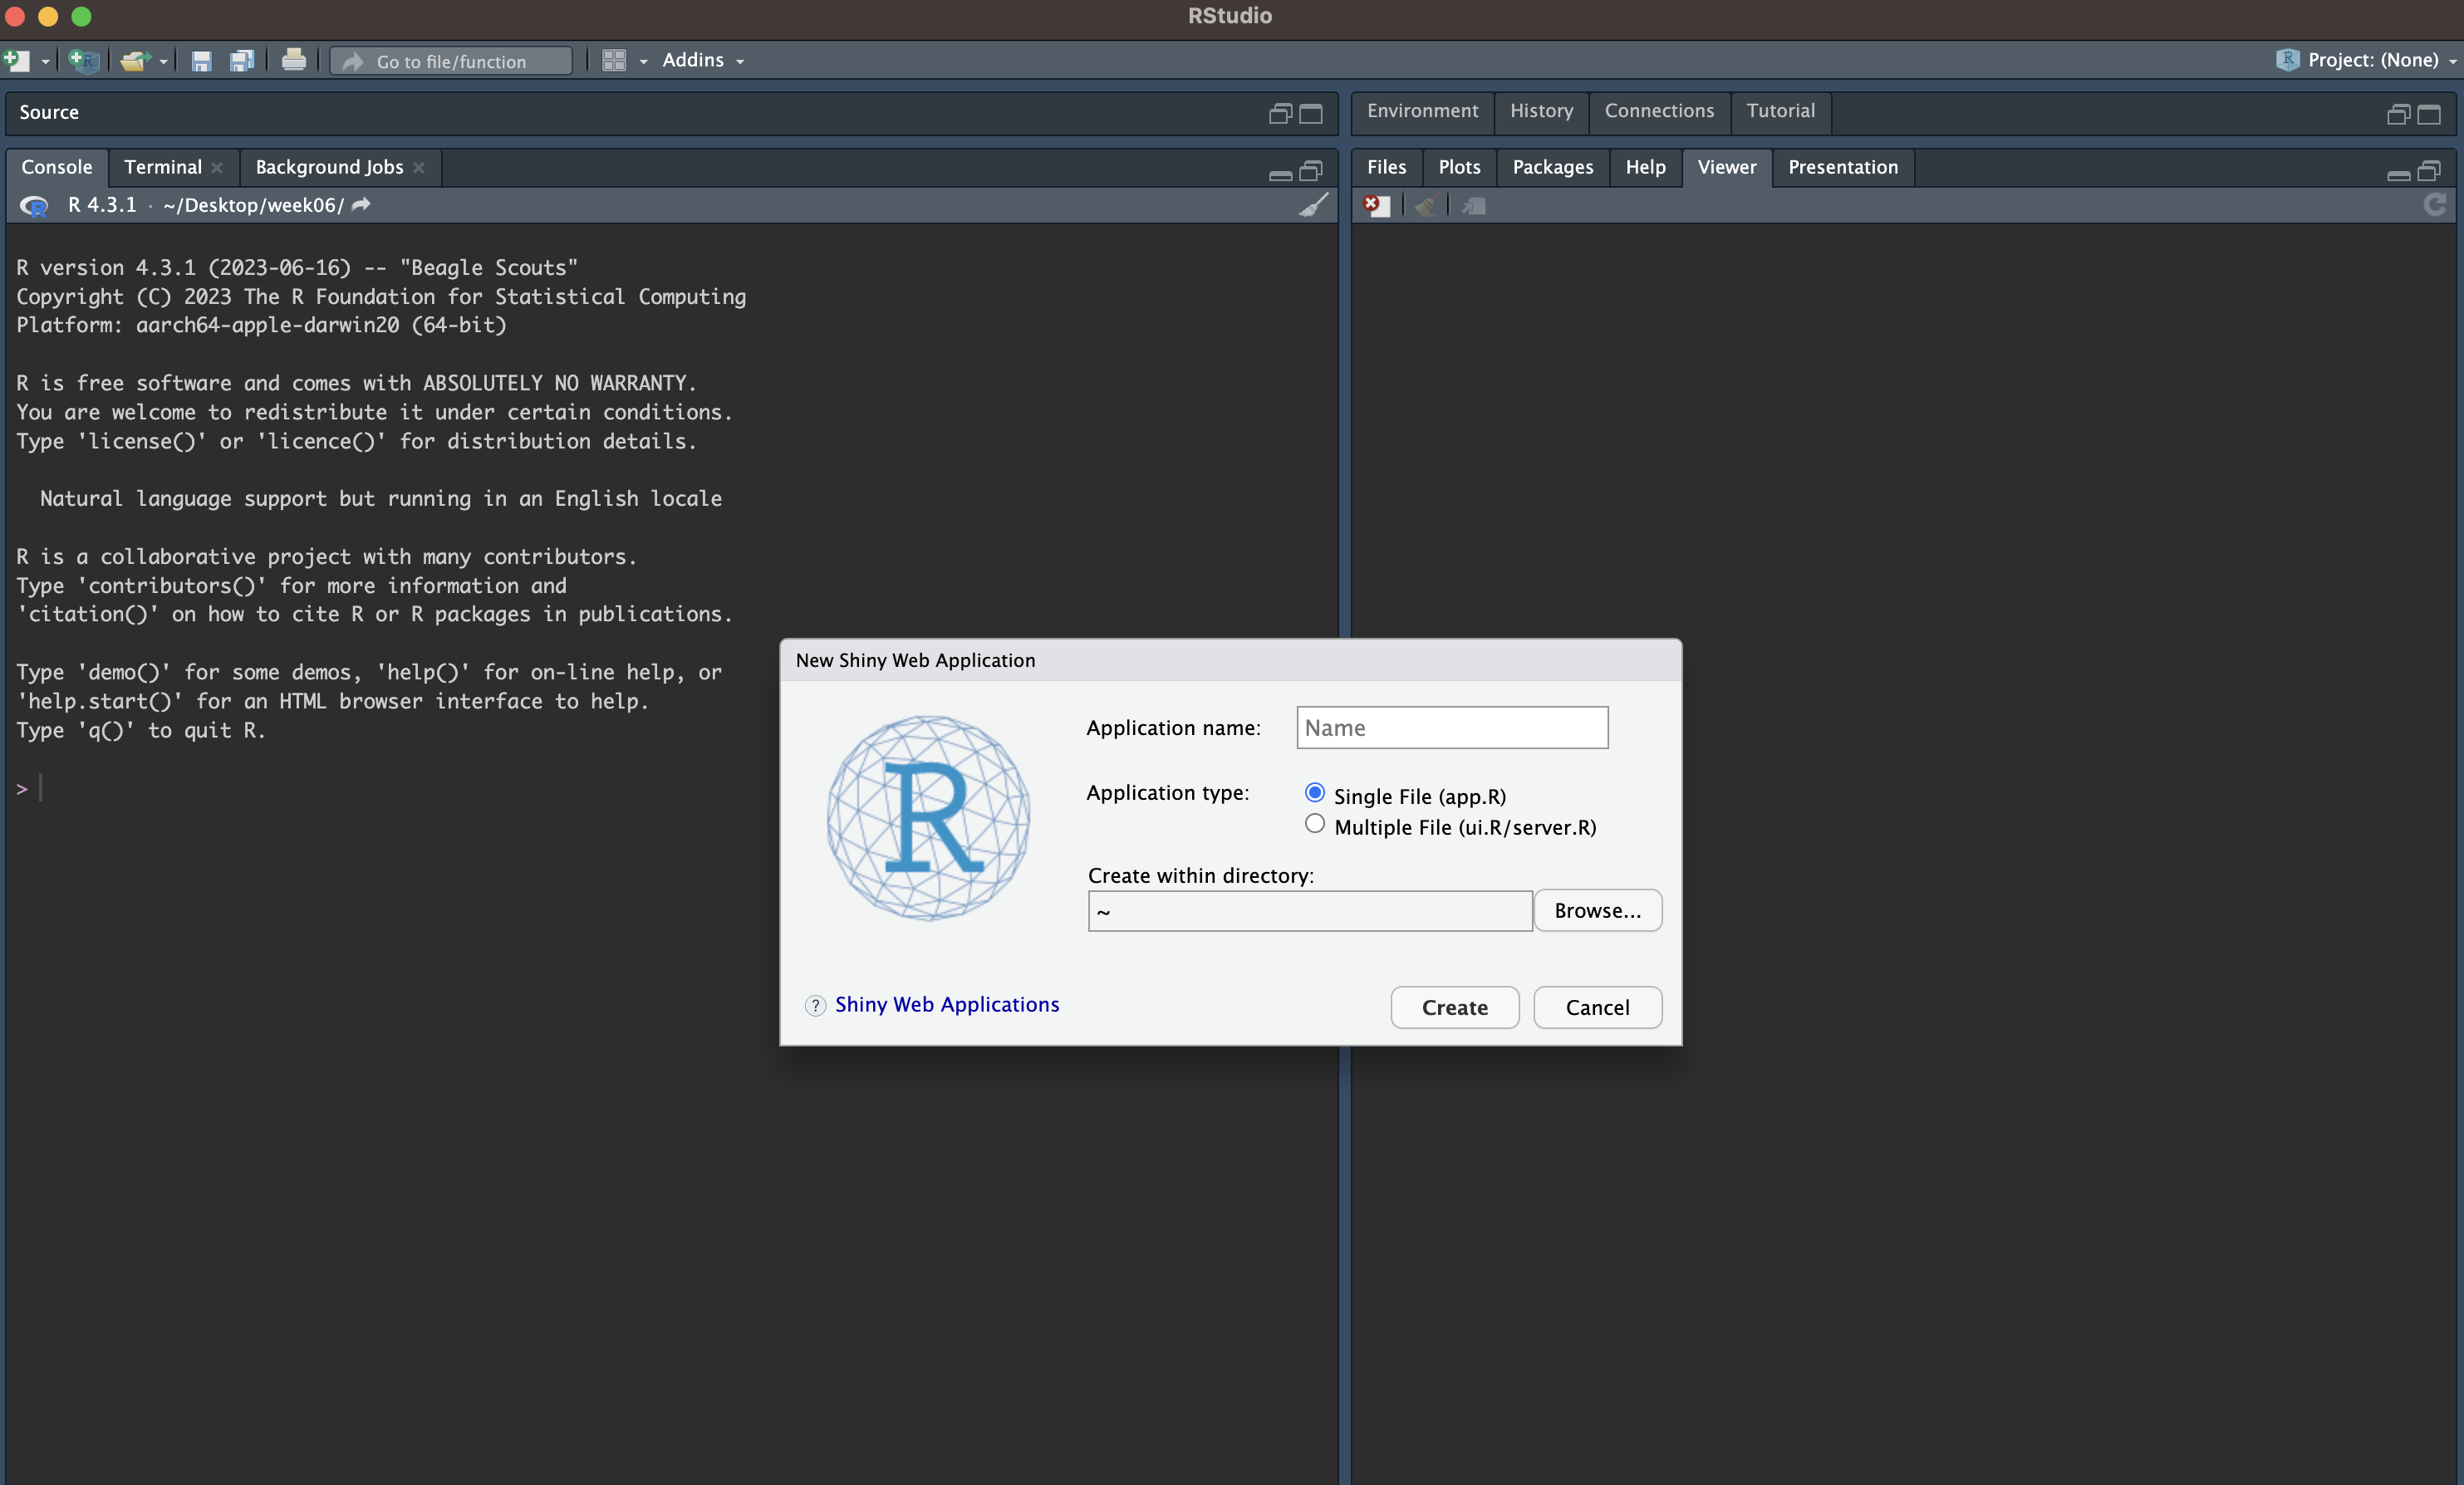 RStudio
Go to file/function
Addins
Project: (None)
Source
Environment
History
Connections
Tutorial
Console
Terminal
Background Jobs
Files
Plots
Packages
Help
Viewer
Presentation
R 4.3.1 · ~/Desktop/week06/
R version 4.3.1 (2023-06-16) -- "Beagle Scouts"
Copyright (C) 2023 The R Foundation for Statistical Computing
Platform: aarch64-apple-darwin20 (64-bit)
R is free software and comes with ABSOLUTELY NO WARRANTY.
You are welcome to redistribute it under certain conditions.
Type 'license()' or 'licence()' for distribution details.
Natural language support but running in an English locale
R is a collaborative project with many contributors.
Type 'contributors()' for more information and
'citation()' on how to cite R or R packages in publications.
Type 'demo()' for some demos, 'help()' for on-line help, or
'help.start()' for an HTML browser interface to help.
Type 'q()' to quit R.
>
New Shiny Web Application
R
Application name:
Name
Application type:
Single File (app.R)
Multiple File (ui.R/server.R)
Create within directory:
~
Browse...
? Shiny Web Applications
Create
Cancel